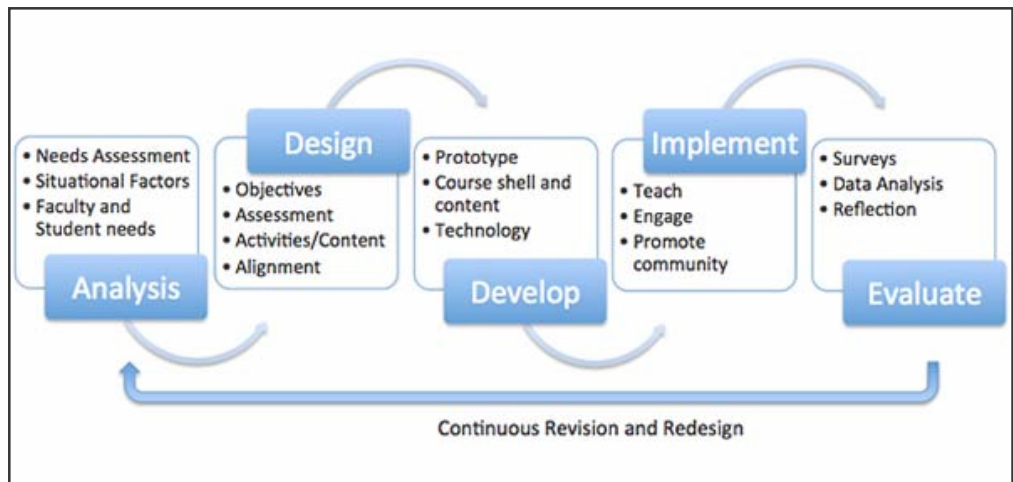 • Needs Assessment
• Situational Factors
• Faculty and
Student needs
Analysis
Design
• Objectives
• Assessment
• Activities/Content
• Alignment
• Prototype
• Course shell and
content
• Technology
Develop
Implement
• Teach
• Engage
• Promote
community
• Surveys
• Data Analysis
• Reflection
Evaluate
Continuous Revision and Redesign